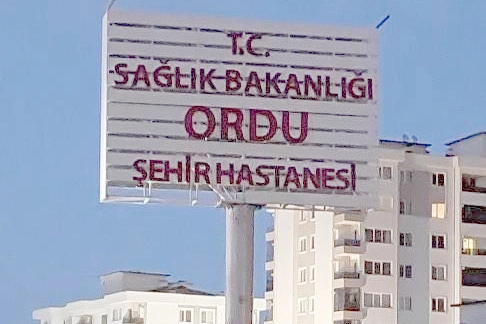 T.C.
SAĞLIK BAKANLIĞI
ORDU
ŞEHİR HASTANESİ